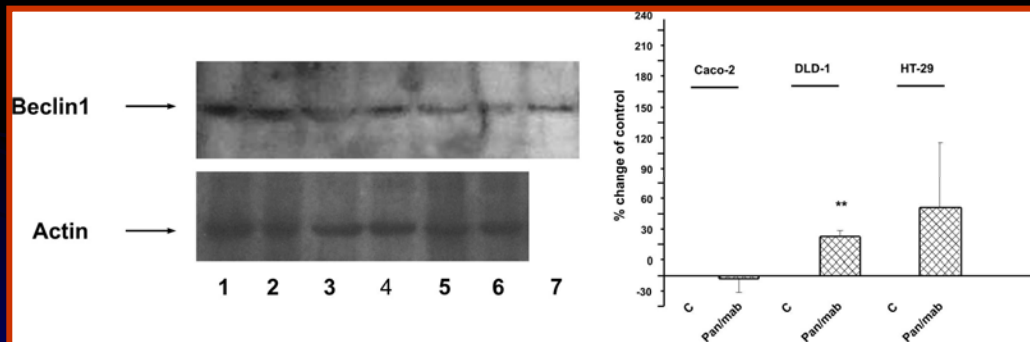 Beclin1
Actin
1 2 3 4 5 6 7
% change of control
240
210
180
150
120
90
60
30
0
-30
Caco-2 DLD-1 HT-29
**
C Pan/mab C Pan/mab C Pan/mab